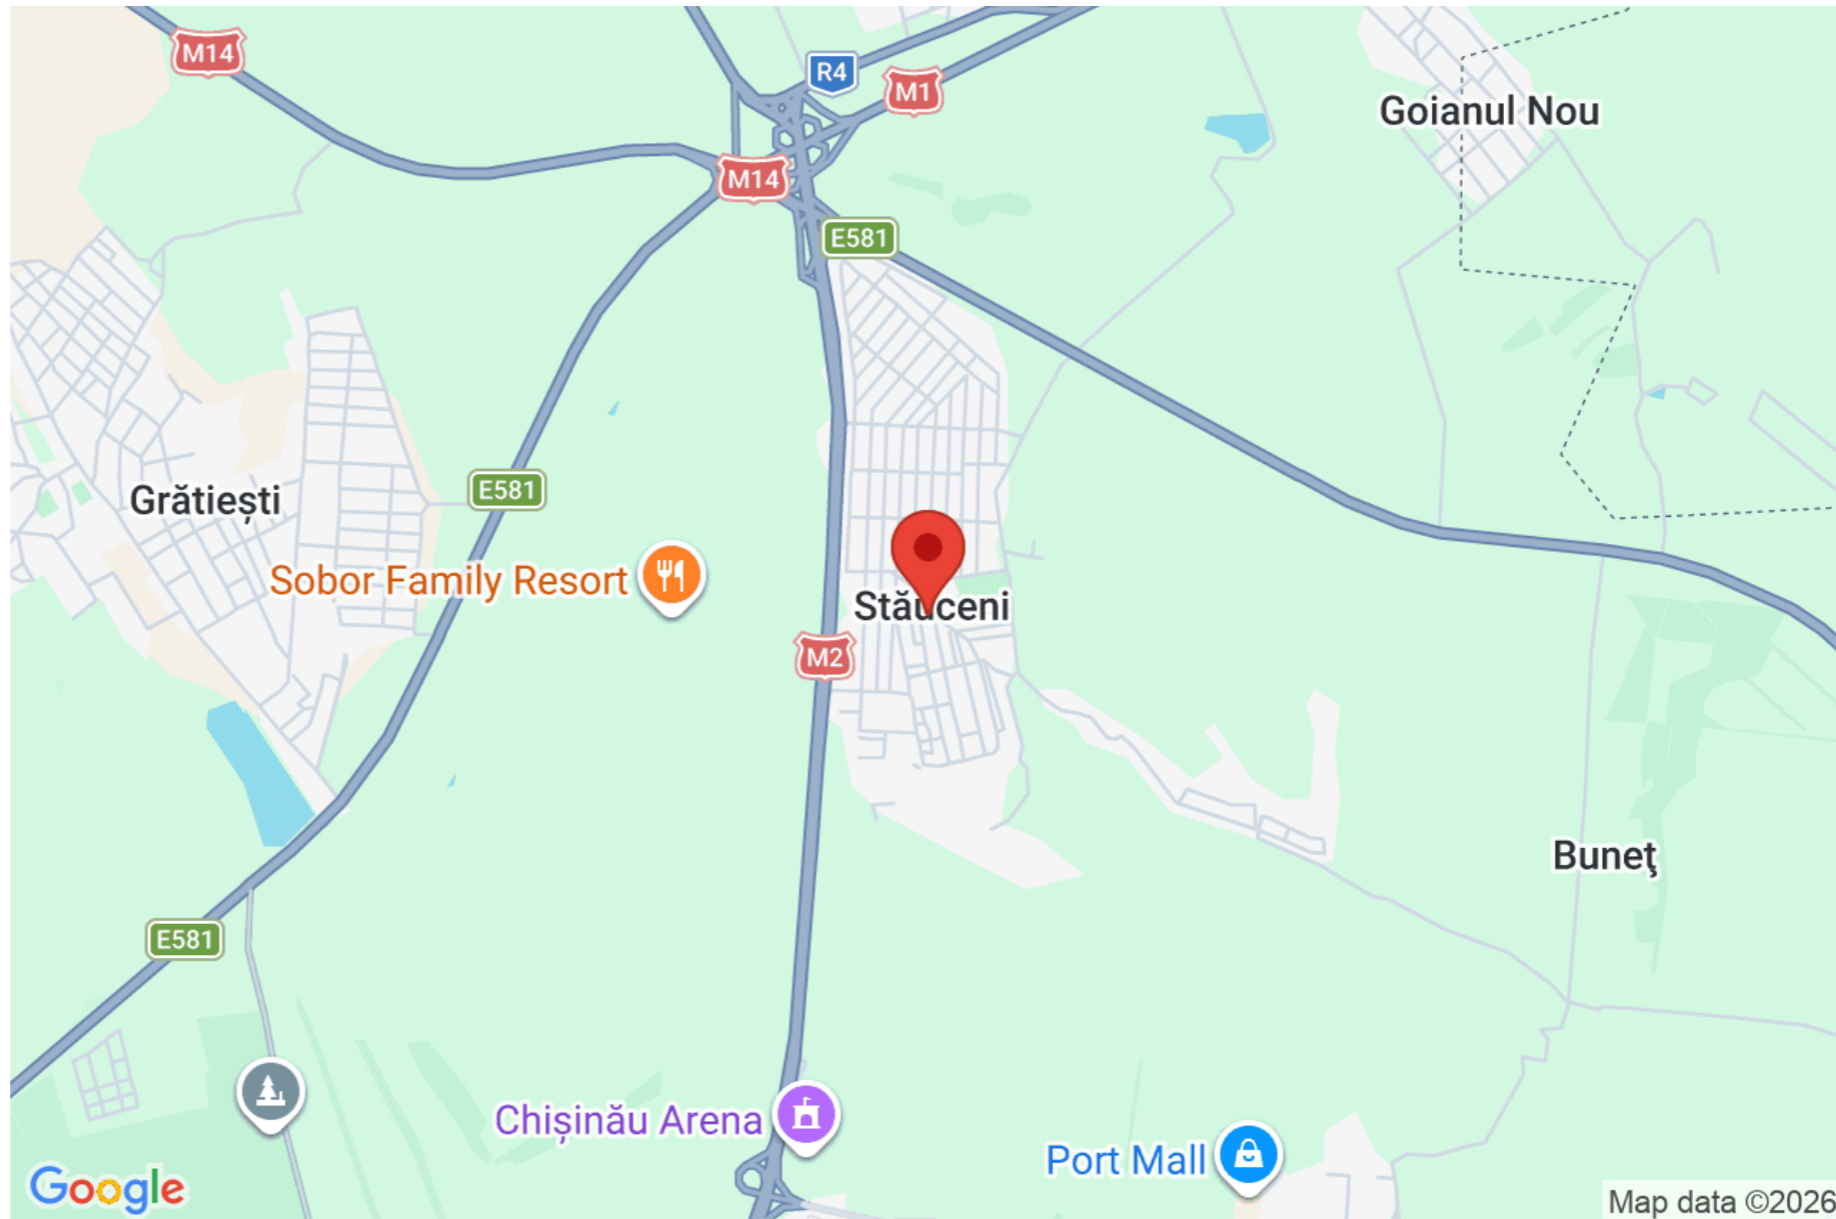 M14
R4
M1
Goianul Nou
M14
E581
Grătiești
E581
Sobor Family Resort
Stăuceni
M2
Buneţ
E581
Chișinău Arena
Port Mall
Google
Map data ©2026